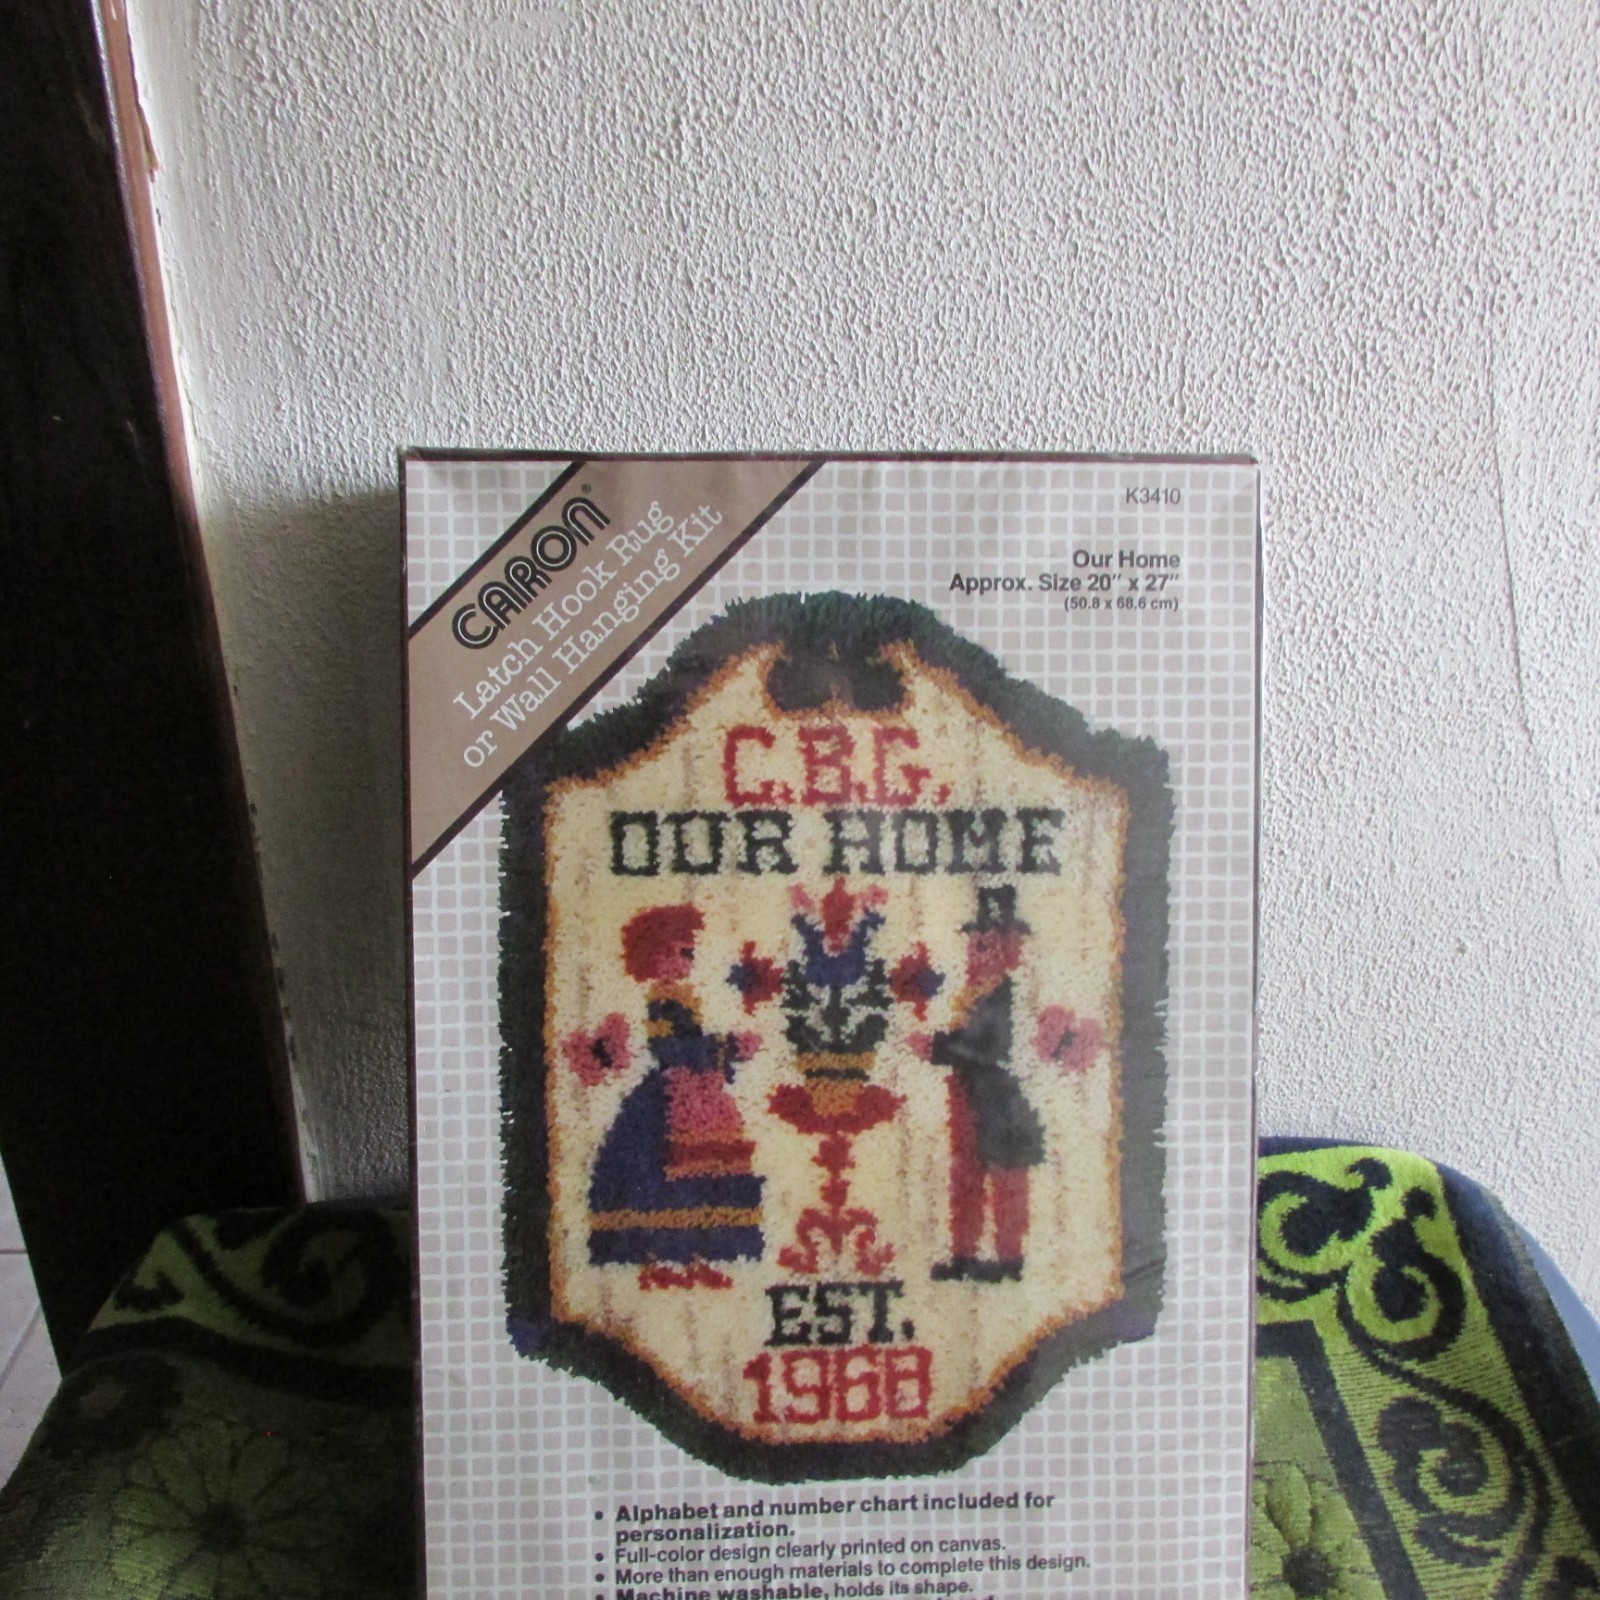 CARON®
Latch Hook Rug
or Wall Hanging Kit
K3410
Our Home
Approx. Size 20" x 27"
(50.8 x 68.6 cm)
C.B.G.
OUR HOME
EST.
1968
• Alphabet and number chart included for
personalization.
• Full-color design clearly printed on canvas.
• More than enough materials to complete this design.
• Machine washable, holds its shape.